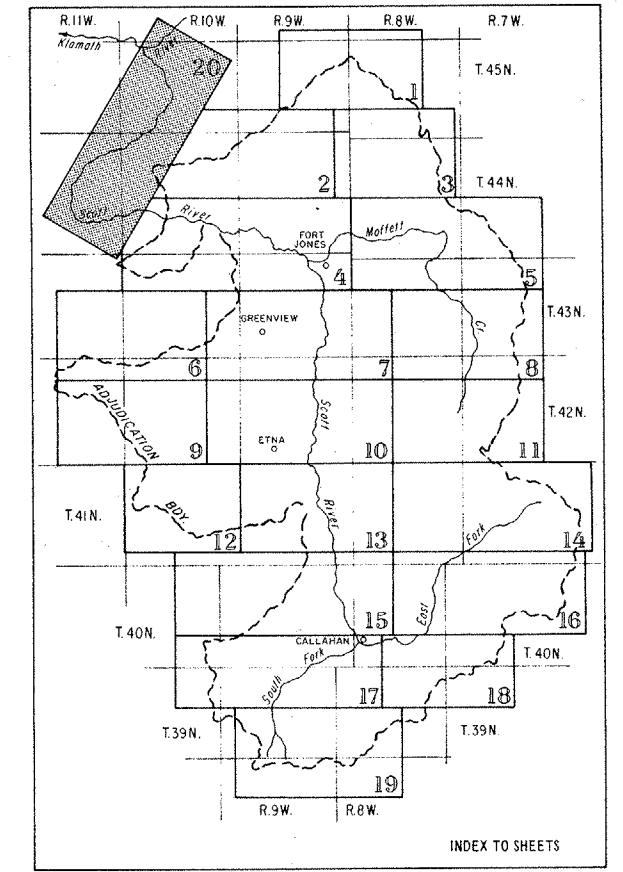 R.11W. R.10W. R.9W. R.8W. R.7W.
Klamath
River
20
T.45N.
1
2
3
T.44N.
Scott
River
FORT
JONES
Moffett
4
5
GREENVIEW
T.43N.
Cr.
6
7
8
ADJUDICATION
Scott
T.42N.
ETNA
9
10
11
T.41N.
BDY.
River
Fork
12
13
14
East
15
16
T.40N.
CALLAHAN
Fork
T.40N.
South
17
18
T.39N.
T.39N.
19
R.9W. R.8W.
INDEX TO SHEETS